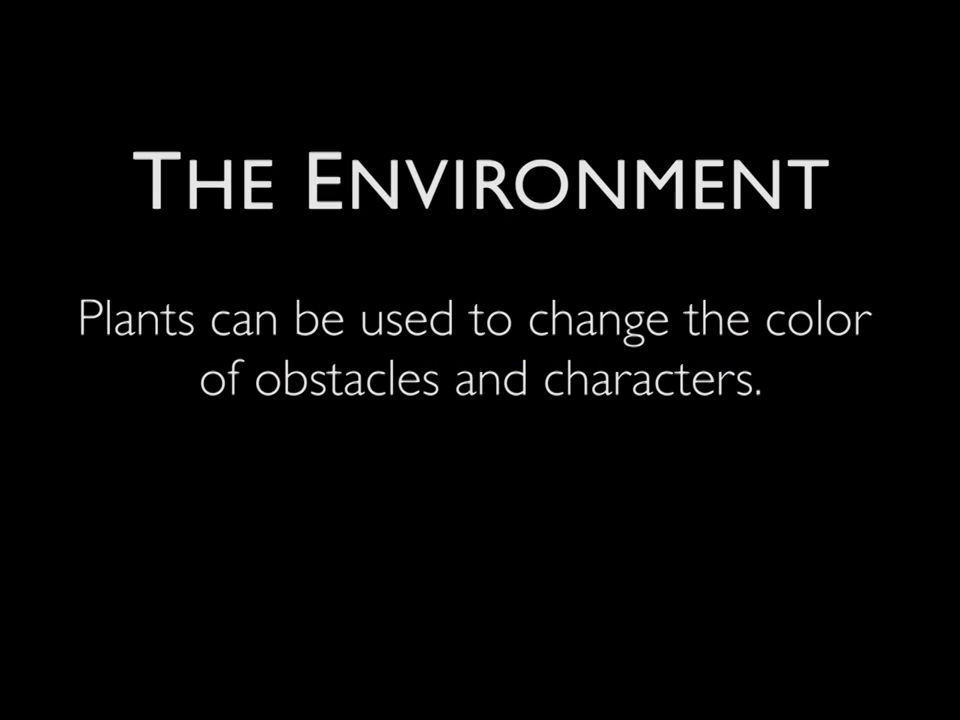 THE ENVIRONMENT
Plants can be used to change the color
of obstacles and characters.